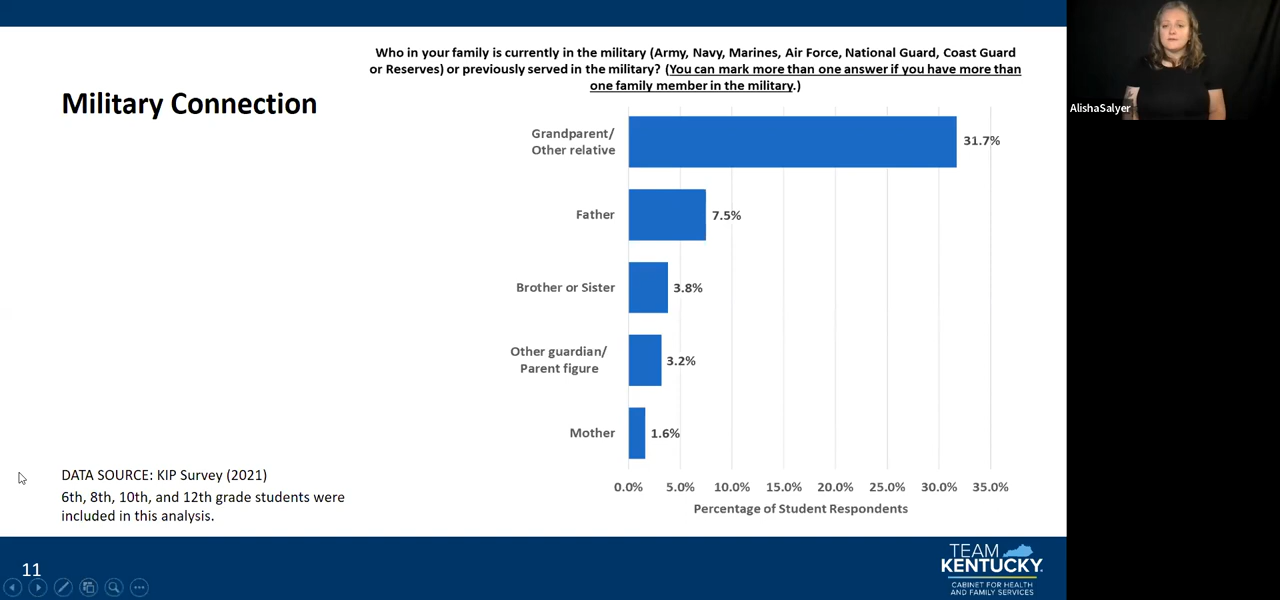 Military Connection
Who in your family is currently in the military (Army, Navy, Marines, Air Force, National Guard, Coast Guard
or Reserves) or previously served in the military? (You can mark more than one answer if you have more than
one family member in the military.)
Grandparent/
Other relative
31.7%
Father
7.5%
Brother or Sister
3.8%
Other guardian/
Parent figure
3.2%
Mother
1.6%
0.0% 5.0% 10.0% 15.0% 20.0% 25.0% 30.0% 35.0%
Percentage of Student Respondents
DATA SOURCE: KIP Survey (2021)
6th, 8th, 10th, and 12th grade students were
included in this analysis.
11
TEAM
KENTUCKY.
CABINET FOR HEALTH
AND FAMILY SERVICES
AlishaSalyer